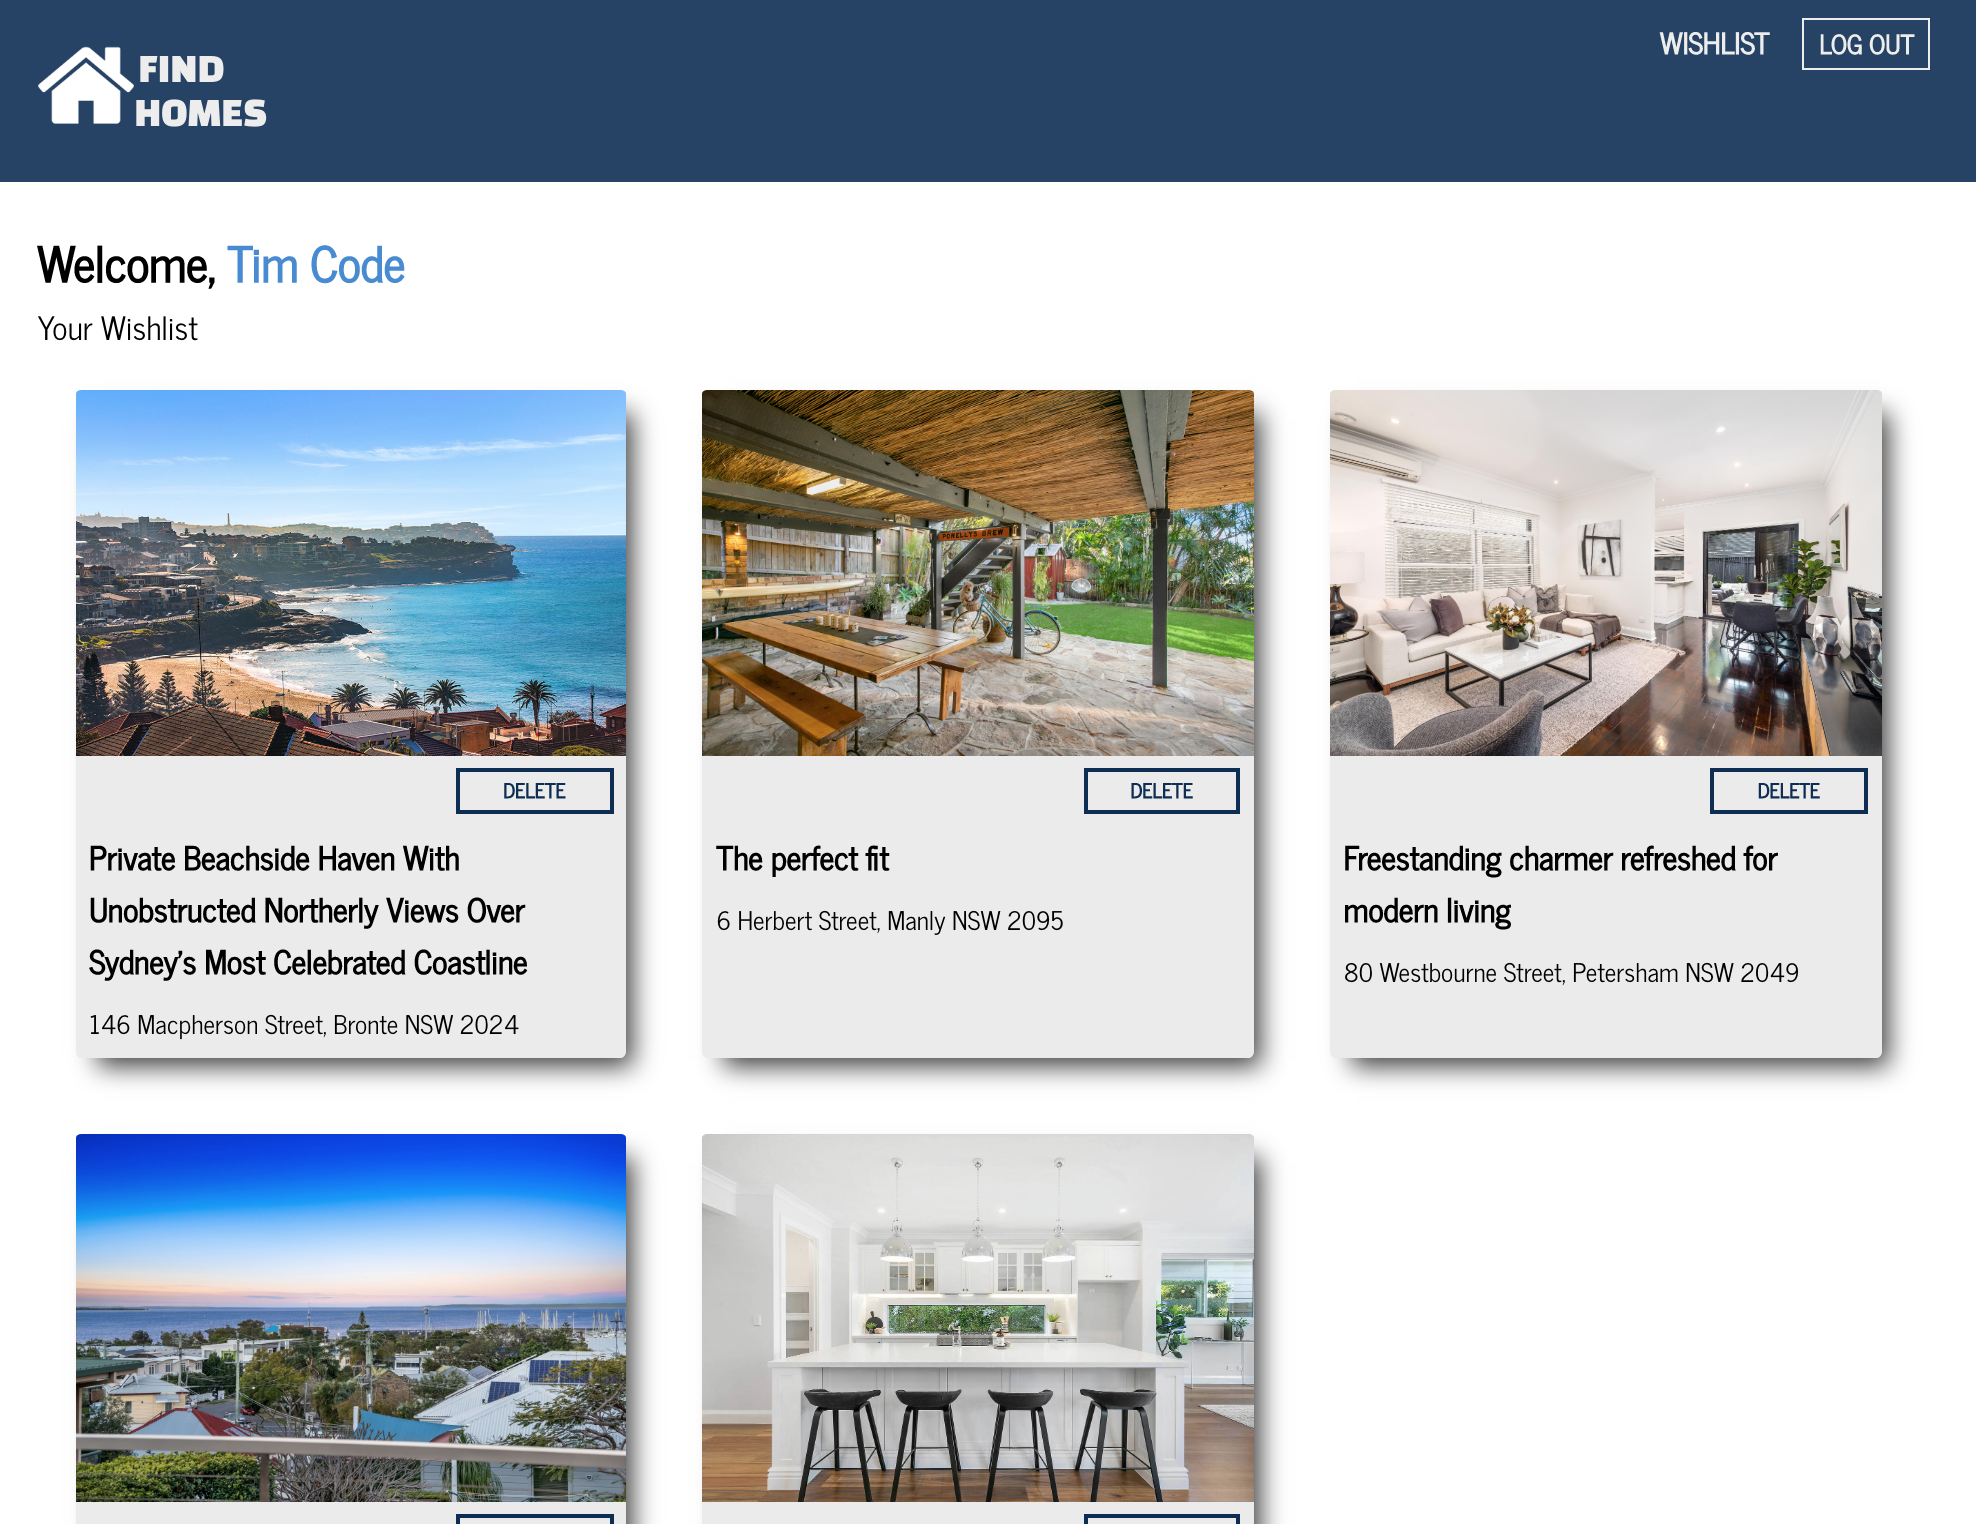 FIND
HOMES
WISHLIST
LOG OUT
Welcome, Tim Code
Your Wishlist
DELETE
Private Beachside Haven With
Unobstructed Northerly Views Over
Sydney's Most Celebrated Coastline
146 Macpherson Street, Bronte NSW 2024
PORELLYS BREW
DELETE
The perfect fit
6 Herbert Street, Manly NSW 2095
DELETE
Freestanding charmer refreshed for
modern living
80 Westbourne Street, Petersham NSW 2049